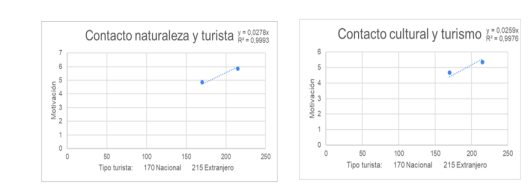 Contacto naturaleza y turista
y = 0,0278x
R² = 0,9993
7
6
5
4
3
2
1
0
Motivación
0 50 100 150 200 250
Tipo turista: 170 Nacional 215 Extranjero
Contacto cultural y turismo
y = 0,0259x
R² = 0,9976
6
5
4
3
2
1
0
Motivación
0 50 100 150 200 250
Tipo turista: 170 Nacional 215 Extranjero